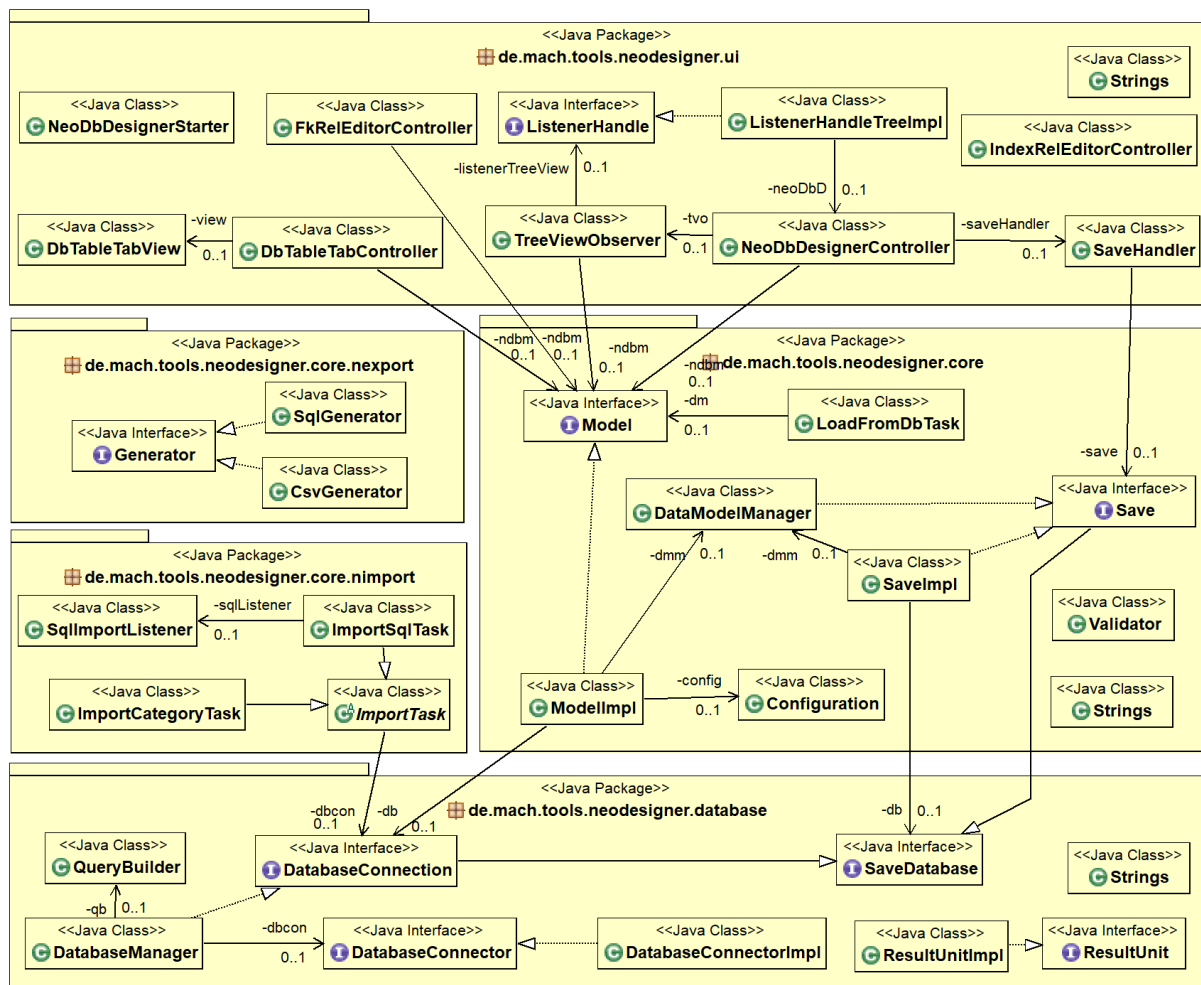 <<Java Package>>
de.mach.tools.neodesigner.ui
<<Java Class>>
Strings
<<Java Class>>
NeoDbDesignerStarter
<<Java Class>>
FkRelEditorController
<<Java Interface>>
ListenerHandle
<<Java Class>>
ListenerHandleTreeImpl
<<Java Class>>
IndexRelEditorController
-listenerTreeView
0..1
-neoDbD
0..1
<<Java Class>>
DbTableTabView
-view
0..1
<<Java Class>>
DbTableTabController
<<Java Class>>
TreeViewObserver
-tvo
0..1
<<Java Class>>
NeoDbDesignerController
-saveHandler
0..1
<<Java Class>>
SaveHandler
<<Java Package>>
de.mach.tools.neodesigner.core.nexport
<<Java Class>>
SqlGenerator
<<Java Interface>>
Generator
<<Java Class>>
CsvGenerator
<<Java Package>>
de.mach.tools.neodesigner.core
-ndbm
0..1
-ndbm
0..1
-ndbm
0..1
-ndbm
0..1
<<Java Interface>>
Model
-dm
0..1
<<Java Class>>
LoadFromDbTask
-save
0..1
<<Java Class>>
DataModelManager
<<Java Interface>>
Save
-dmm
0..1
-dmm
0..1
<<Java Class>>
SaveImpl
<<Java Class>>
Validator
<<Java Class>>
ModelImpl
-config
0..1
<<Java Class>>
Configuration
<<Java Class>>
Strings
<<Java Package>>
de.mach.tools.neodesigner.core.nimport
<<Java Class>>
SqlImportListener
-sqlListener
0..1
<<Java Class>>
ImportSqlTask
<<Java Class>>
ImportCategoryTask
<<Java Class>>
ImportTask
<<Java Package>>
de.mach.tools.neodesigner.database
-dbcon
0..1
-db
0..1
-db
0..1
<<Java Class>>
QueryBuilder
<<Java Interface>>
DatabaseConnection
<<Java Interface>>
SaveDatabase
<<Java Class>>
Strings
-qb
0..1
<<Java Class>>
DatabaseManager
-dbcon
0..1
<<Java Interface>>
DatabaseConnector
<<Java Class>>
DatabaseConnectorImpl
<<Java Class>>
ResultUnitImpl
<<Java Interface>>
ResultUnit